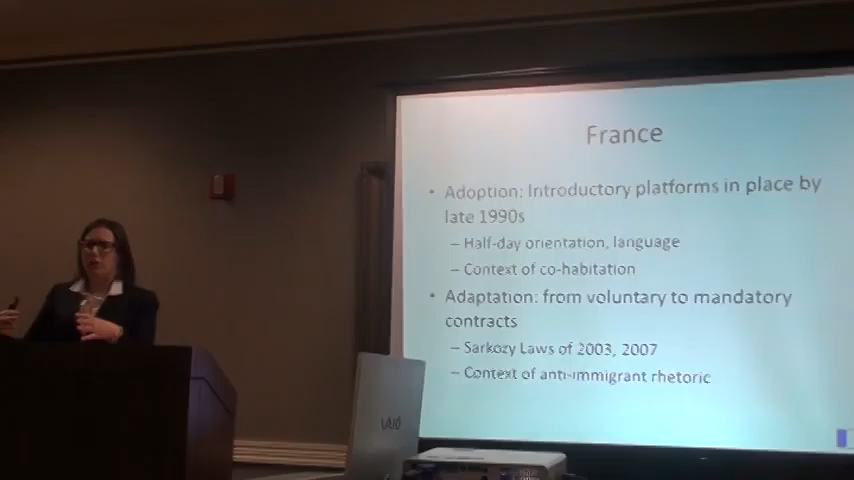 France
• Adoption: Introductory platforms in place by
late 1990s
– Half-day orientation, language
– Context of co-habitation
• Adaptation: from voluntary to mandatory
contracts
– Sarkozy Laws of 2003, 2007
– Context of anti-immigrant rhetoric
VAIO